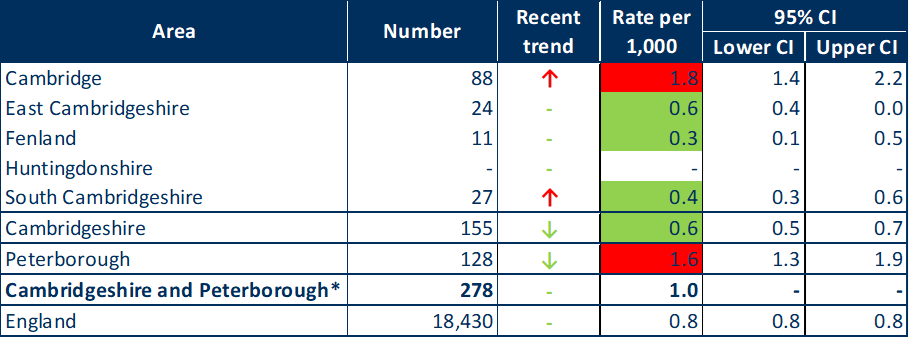 Area Number Recent trend Rate per 1,000 95% CI
Lower CI Upper CI
Cambridge 88 ↑ 1.8 1.4 2.2
East Cambridgeshire 24 - 0.6 0.4 0.0
Fenland 11 - 0.3 0.1 0.5
Huntingdonshire - - - - -
South Cambridgeshire 27 ↑ 0.4 0.3 0.6
Cambridgeshire 155 ↓ 0.6 0.5 0.7
Peterborough 128 ↓ 1.6 1.3 1.9
Cambridgeshire and Peterborough* 278 - 1.0 - -
England 18,430 - 0.8 0.8 0.8